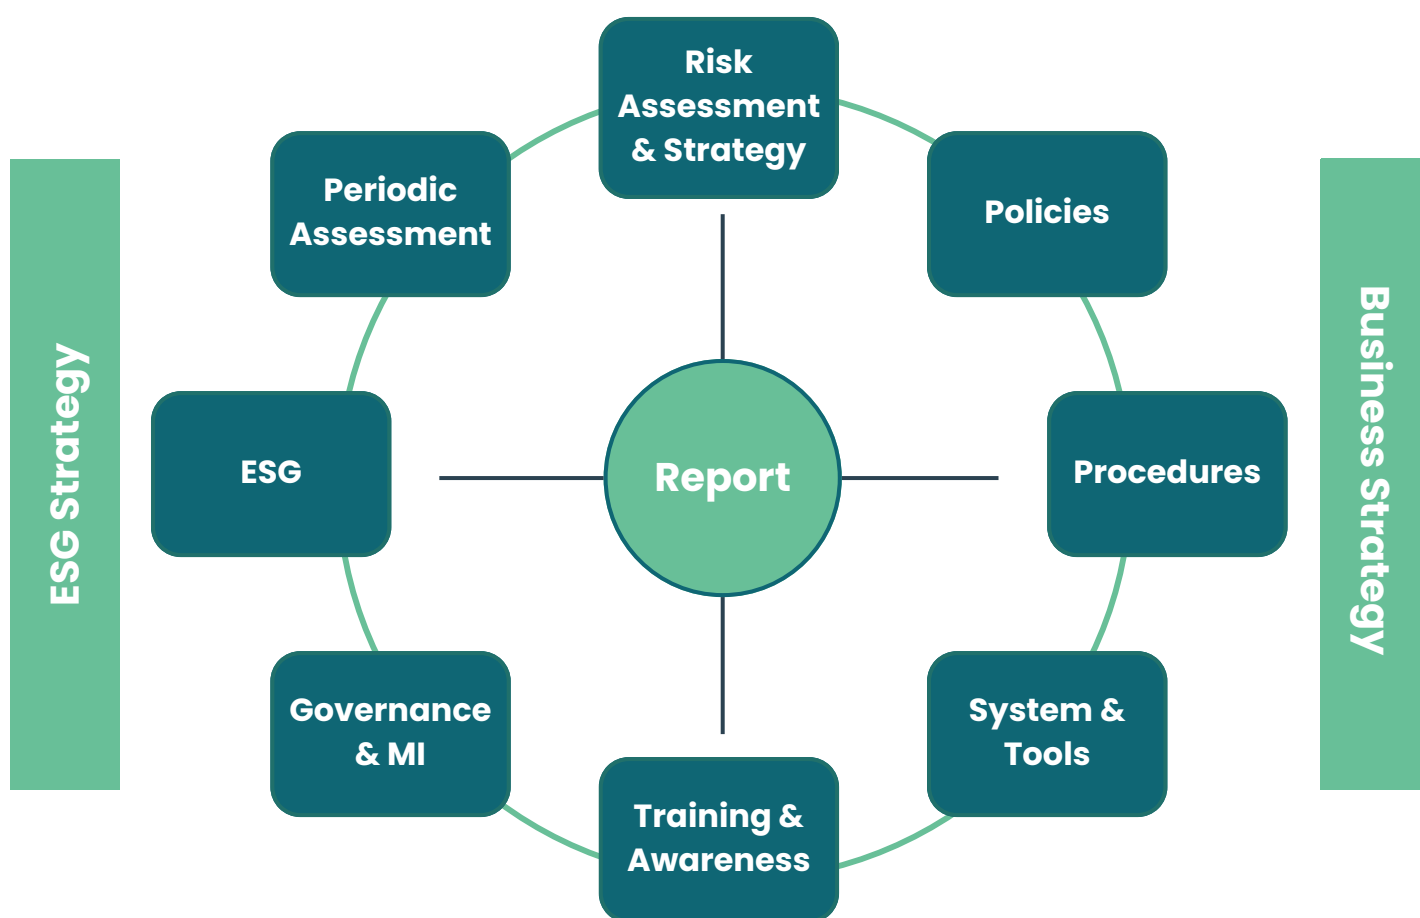 Risk
Assessment
& Strategy
Periodic
Assessment
Policies
ESG Strategy
ESG
Report
Procedures
Business Strategy
Governance
& MI
System &
Tools
Training &
Awareness